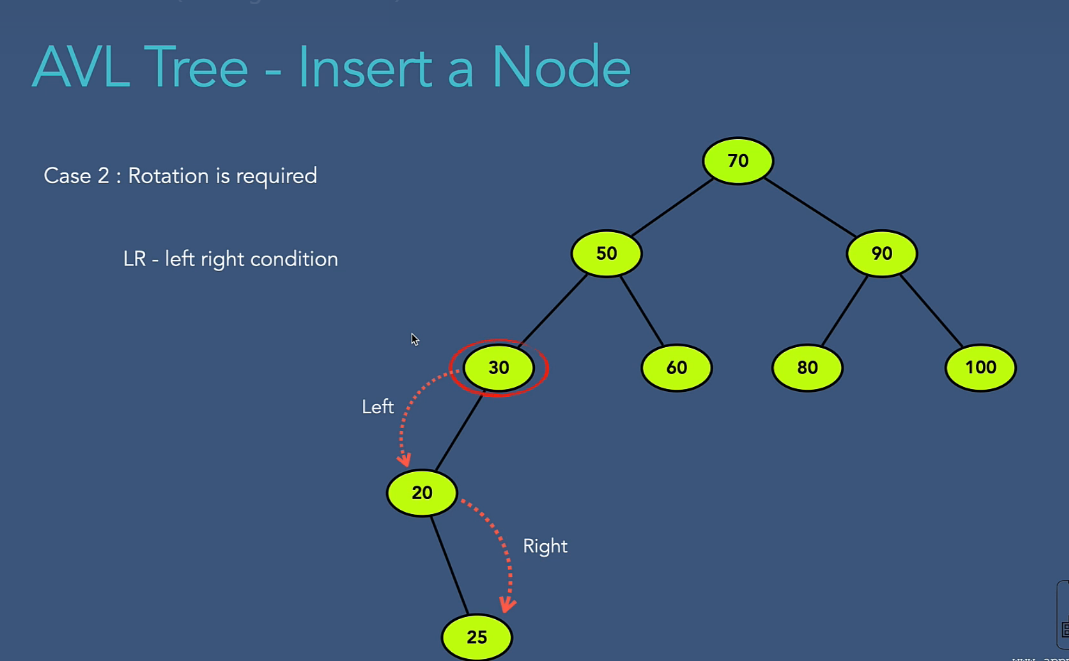 AVL Tree - Insert a Node
Case 2 : Rotation is required
LR - left right condition
70
50
90
30
60
80
100
Left
20
Right
25